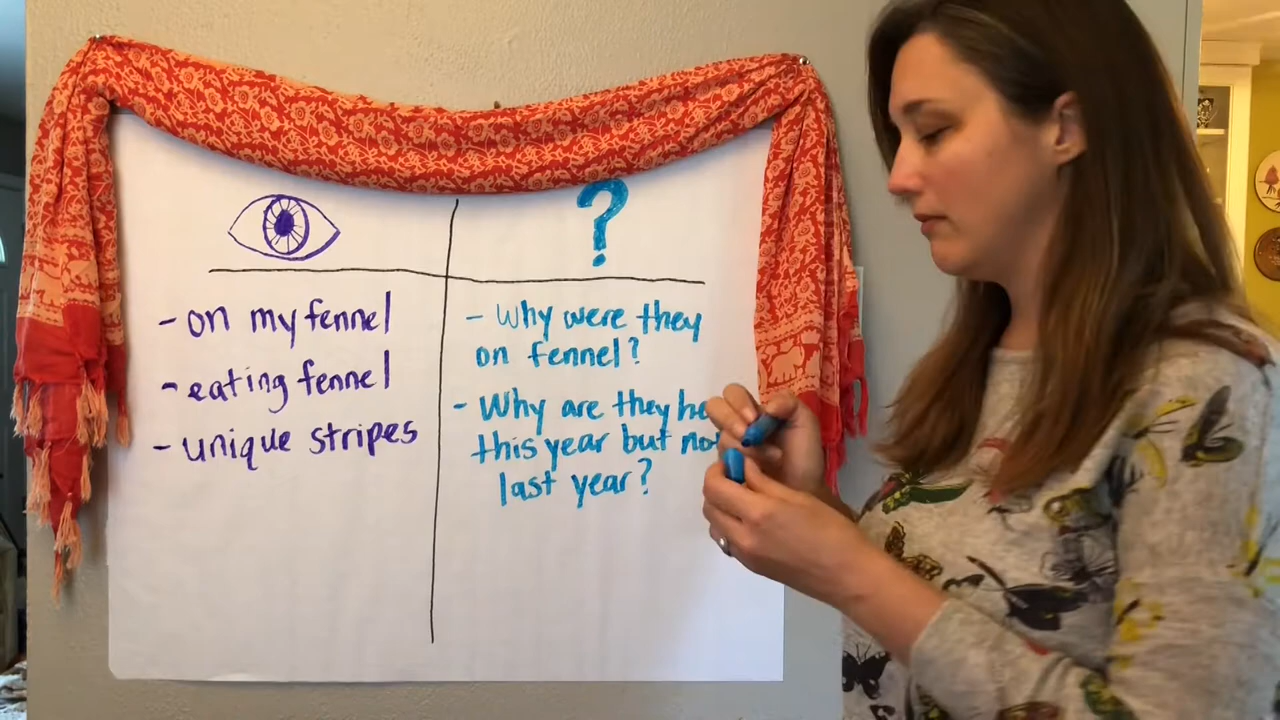 ?
- on my fennel
- eating fennel
- unique stripes
- Why were they
on fennel?
- Why are they
this year but
last year?